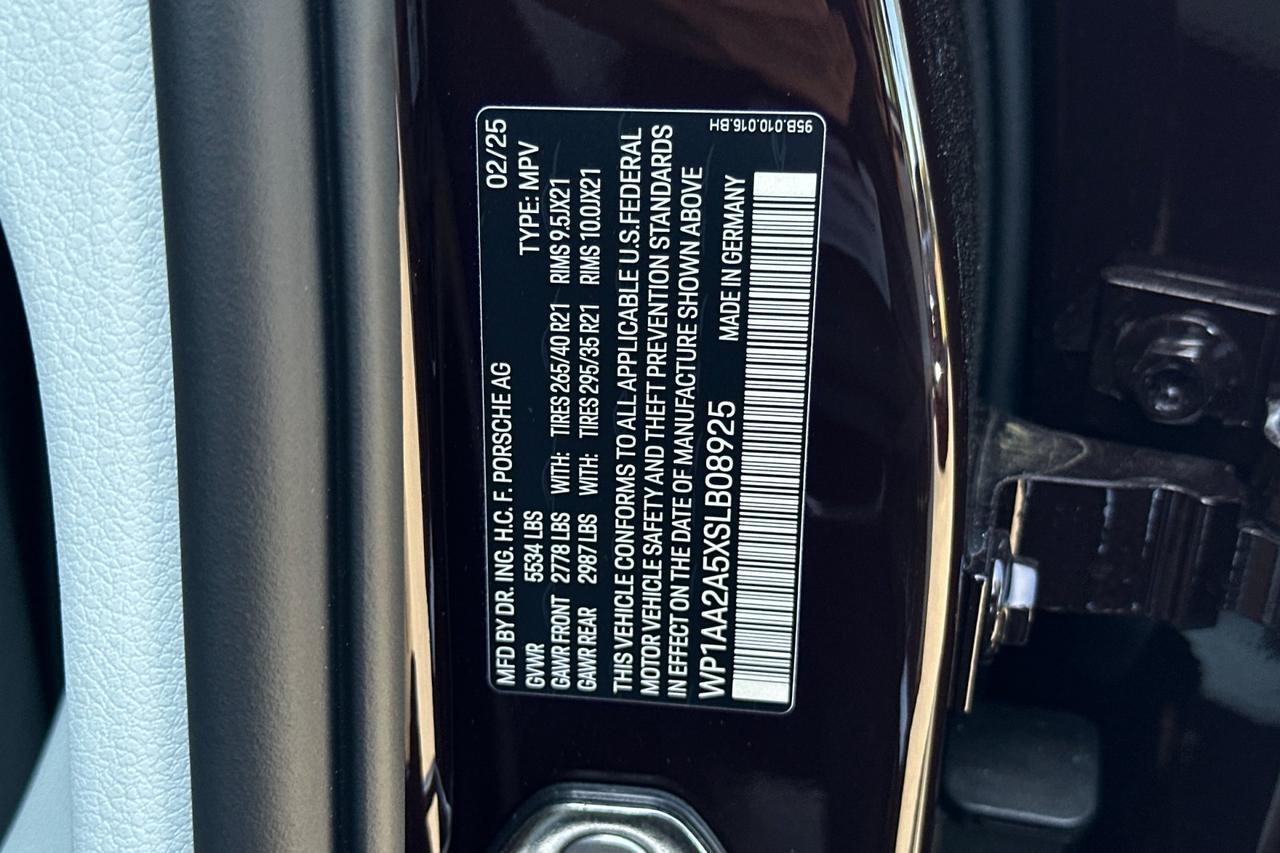 MFD BY DR. ING. H.C. F. PORSCHE AG 02/25
GVWR 5534 LBS TYPE: MPV
GAWR FRONT 2778 LBS WITH: TIRES 265/40 R21 RIMS 9.5JX21
GAWR REAR 2987 LBS WITH: TIRES 295/35 R21 RIMS 10.0JX21
THIS VEHICLE CONFORMS TO ALL APPLICABLE U.S.FEDERAL
MOTOR VEHICLE SAFETY AND THEFT PREVENTION STANDARDS
IN EFFECT ON THE DATE OF MANUFACTURE SHOWN ABOVE
WP1AA2A5XSLB08925 MADE IN GERMANY
95B.010.016.BH